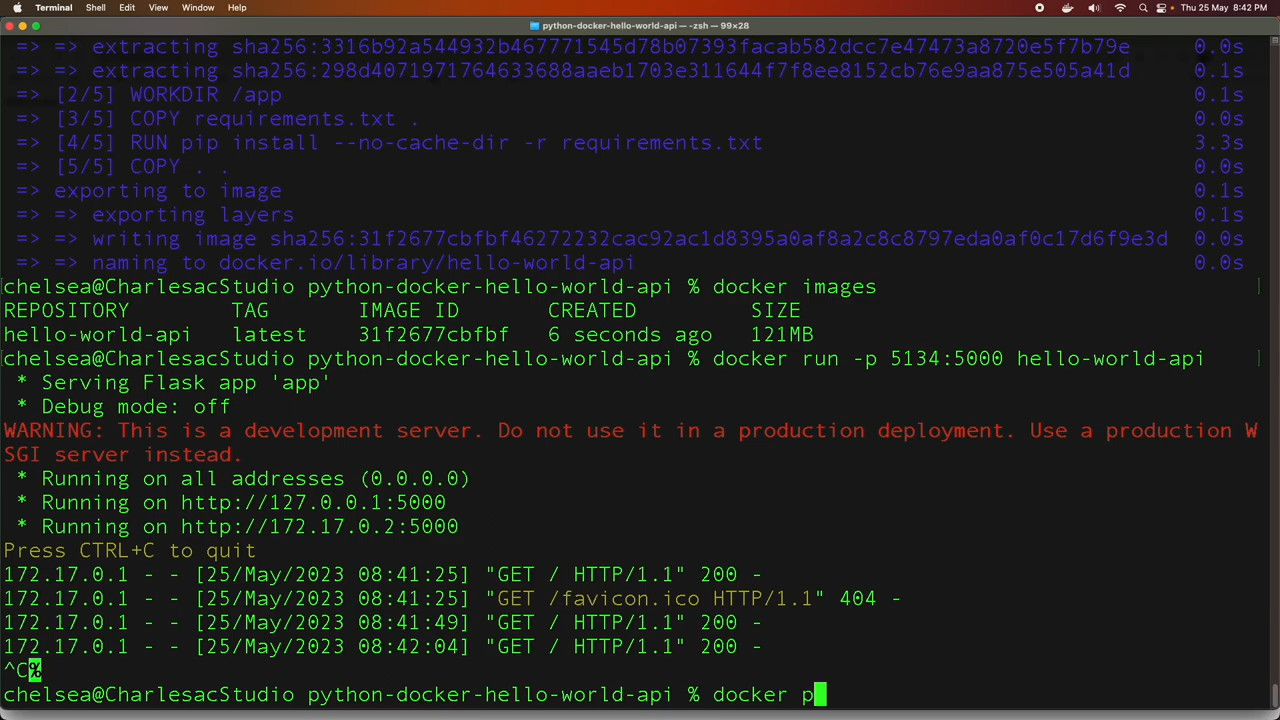 Terminal Shell Edit View Window Help Thu 25 May 8:42 PM
python-docker-hello-world-api — -zsh — 99×28
=> => extracting sha256:3316b92a544932b467771545d78b07393facab582dcc7e47473a8720e5f7b79e 0.0s
=> => extracting sha256:298d4071971764633688aaeb1703e311644f7f8ee8152cb76e9aa875e505a41d 0.1s
=> [2/5] WORKDIR /app 0.1s
=> [3/5] COPY requirements.txt . 0.0s
=> [4/5] RUN pip install --no-cache-dir -r requirements.txt 3.3s
=> [5/5] COPY . . 0.0s
=> exporting to image 0.1s
=> => exporting layers 0.1s
=> => writing image sha256:31f2677cbfbf46272232cac92ac1d8395a0af8a2c8c8797eda0af0c17d6f9e3d 0.0s
=> => naming to docker.io/library/hello-world-api 0.0s
chelsea@CharlesacStudio python-docker-hello-world-api % docker images
REPOSITORY TAG IMAGE ID CREATED SIZE
hello-world-api latest 31f2677cbfbf 6 seconds ago 121MB
chelsea@CharlesacStudio python-docker-hello-world-api % docker run -p 5134:5000 hello-world-api
* Serving Flask app 'app'
* Debug mode: off
WARNING: This is a development server. Do not use it in a production deployment. Use a production W
SGI server instead.
* Running on all addresses (0.0.0.0)
* Running on http://127.0.0.1:5000
* Running on http://172.17.0.2:5000
Press CTRL+C to quit
172.17.0.1 - - [25/May/2023 08:41:25] "GET / HTTP/1.1" 200 -
172.17.0.1 - - [25/May/2023 08:41:25] "GET /favicon.ico HTTP/1.1" 404 -
172.17.0.1 - - [25/May/2023 08:41:49] "GET / HTTP/1.1" 200 -
172.17.0.1 - - [25/May/2023 08:42:04] "GET / HTTP/1.1" 200 -
^C%
chelsea@CharlesacStudio python-docker-hello-world-api % docker p